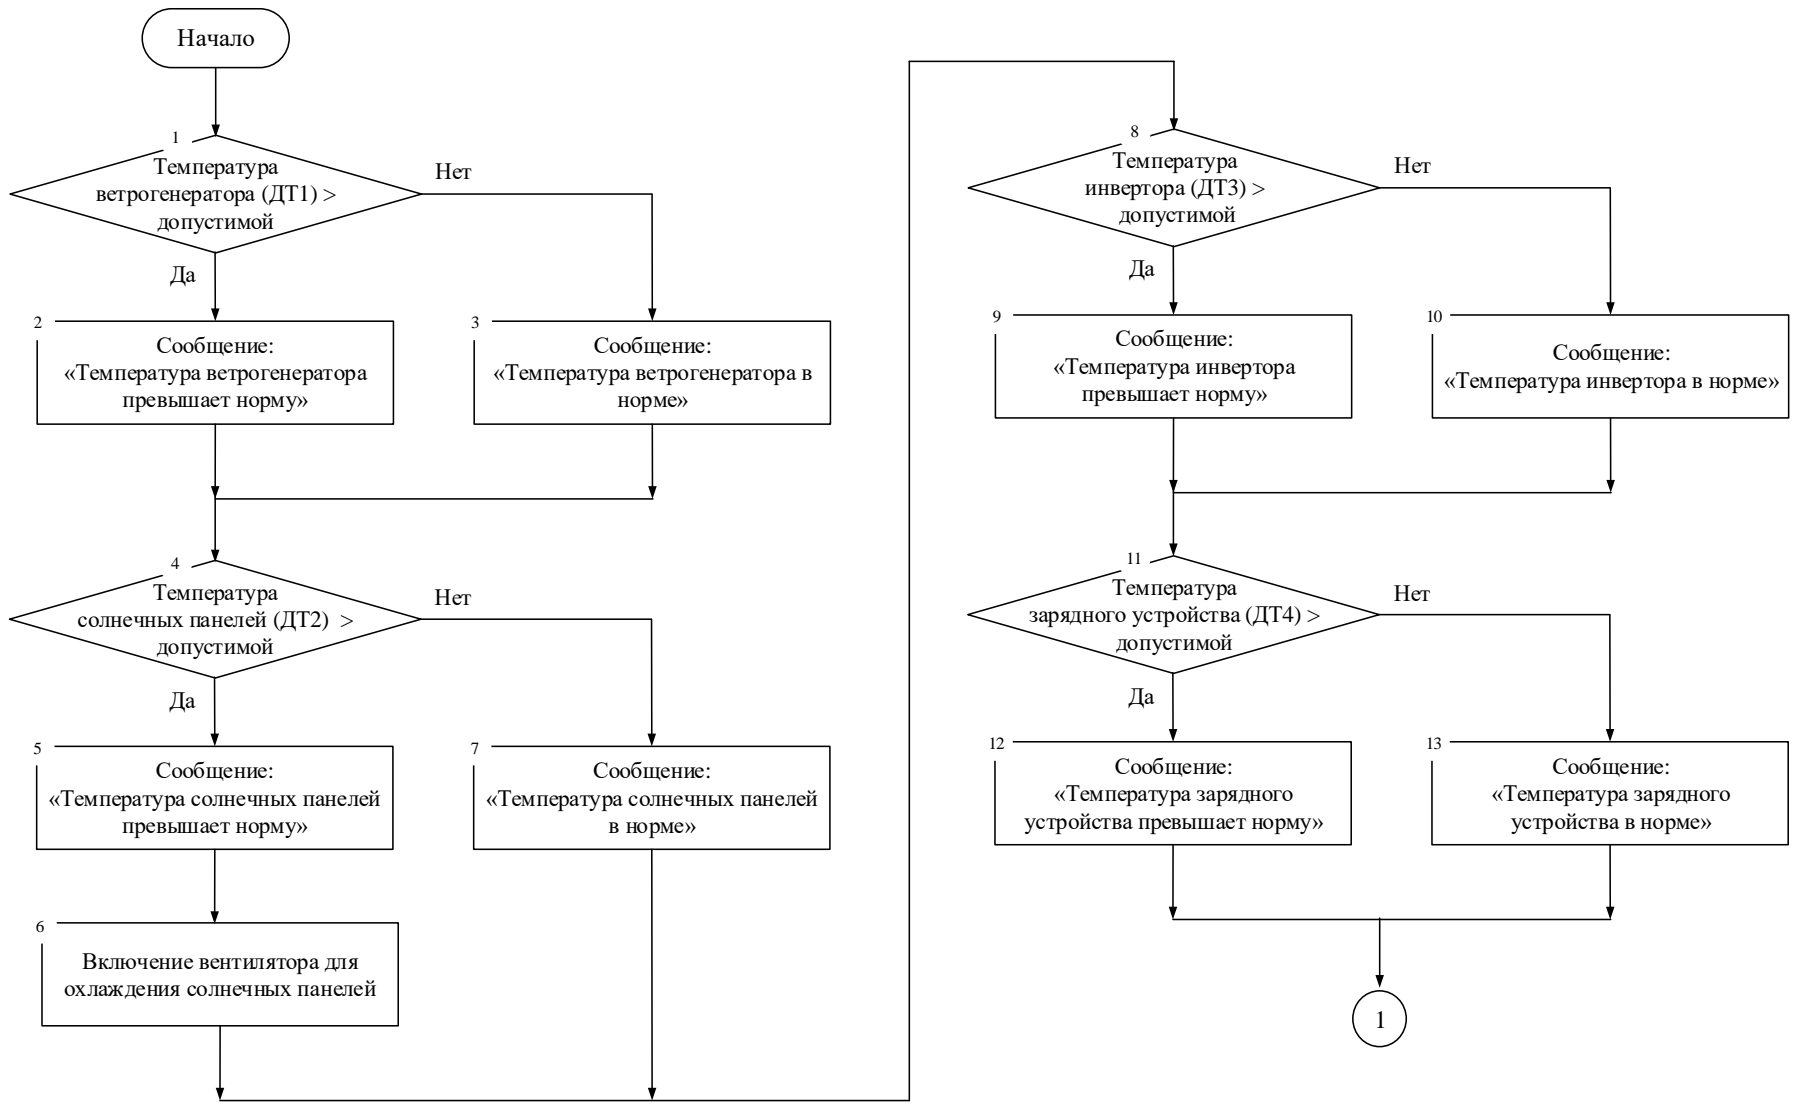 Начало
1
Температура
ветрогенератора (ДТ1) >
допустимой
Нет
Да
2
Сообщение:
«Температура ветрогенератора
превышает норму»
3
Сообщение:
«Температура ветрогенератора в
норме»
4
Температура
солнечных панелей (ДТ2) >
допустимой
Нет
Да
5
Сообщение:
«Температура солнечных панелей
превышает норму»
7
Сообщение:
«Температура солнечных панелей
в норме»
6
Включение вентилятора для
охлаждения солнечных панелей
8
Температура
инвертора (ДТ3) >
допустимой
Нет
Да
9
Сообщение:
«Температура инвертора
превышает норму»
10
Сообщение:
«Температура инвертора в норме»
11
Температура
зарядного устройства (ДТ4) >
допустимой
Нет
Да
12
Сообщение:
«Температура зарядного
устройства превышает норму»
13
Сообщение:
«Температура зарядного
устройства в норме»
1